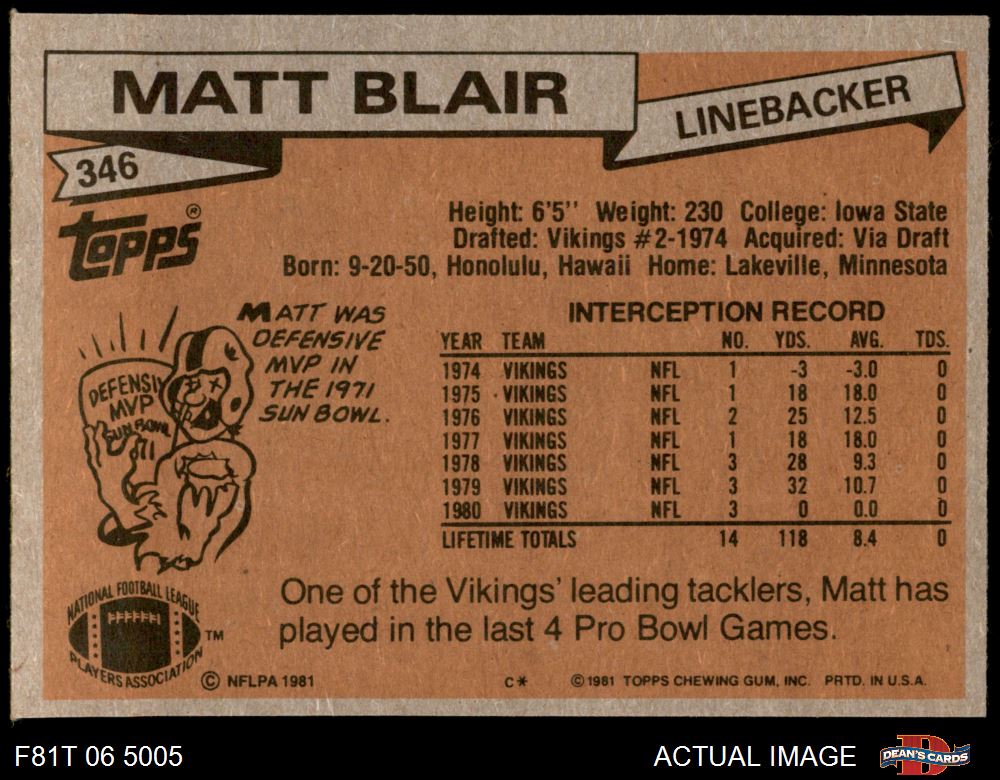 MATT BLAIR
LINEBACKER
346
TOPPS®
Height: 6'5'' Weight: 230 College: Iowa State
Drafted: Vikings #2-1974 Acquired: Via Draft
Born: 9-20-50, Honolulu, Hawaii Home: Lakeville, Minnesota
MATT WAS
DEFENSIVE
MVP IN
THE 1971
SUN BOWL.
DEFENSIV
MVP
SUN BOWL
'71
INTERCEPTION RECORD
YEAR TEAM NO. YDS. AVG. TDS.
1974 VIKINGS NFL 1 -3 -3.0 0
1975 VIKINGS NFL 1 18 18.0 0
1976 VIKINGS NFL 2 25 12.5 0
1977 VIKINGS NFL 1 18 18.0 0
1978 VIKINGS NFL 3 28 9.3 0
1979 VIKINGS NFL 3 32 10.7 0
1980 VIKINGS NFL 3 0 0.0 0
LIFETIME TOTALS 14 118 8.4 0
One of the Vikings' leading tacklers, Matt has
played in the last 4 Pro Bowl Games.
NATIONAL FOOTBALL LEAGUE
PLAYERS ASSOCIATION
TM
© NFLPA 1981
C*
© 1981 TOPPS CHEWING GUM, INC. PRTD. IN U.S.A.
F81T 06 5005
ACTUAL IMAGE
DEAN'S CARDS